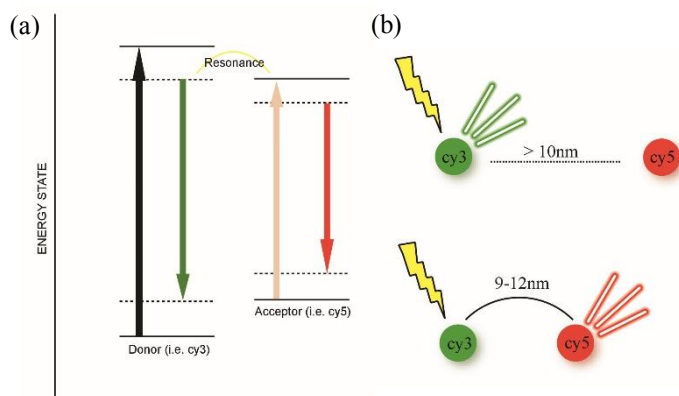 (a)
ENERGY STATE
Resonance
Donor (i.e. cy3)
Acceptor (i.e. cy5)
(b)
cy3
> 10nm
cy5
9-12nm
cy3
cy5